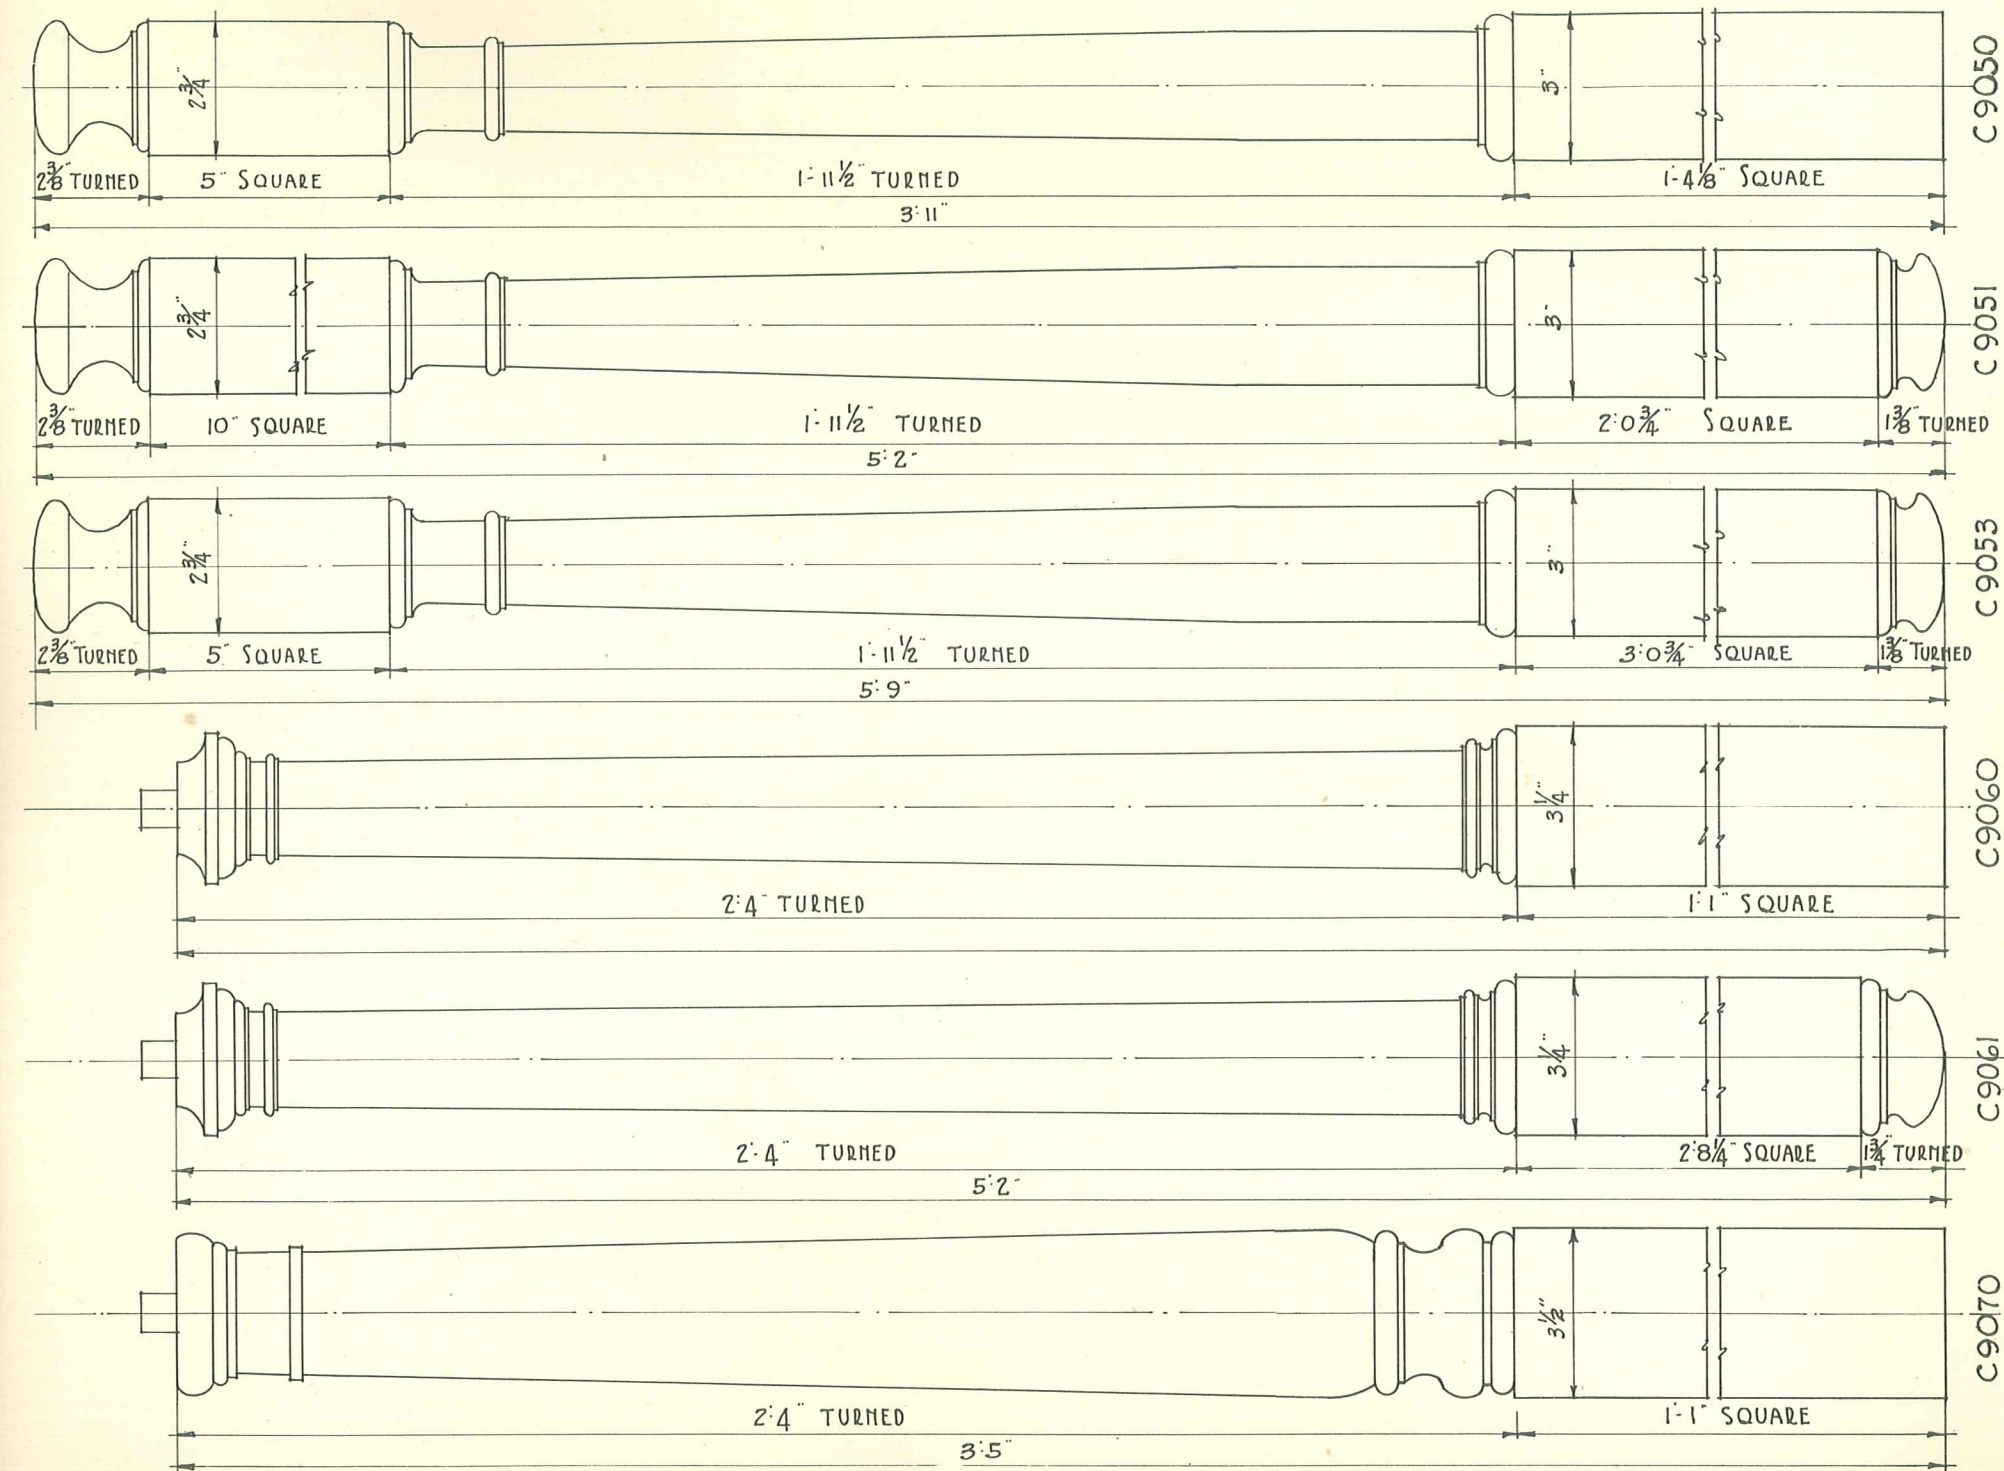 2¾"
3"
C9050
2⅜" TURNED 5" SQUARE 1'-11½" TURNED 1'-4⅛" SQUARE
3'11"
2¾"
3"
C9051
2⅜" TURNED 10" SQUARE 1'-11½" TURNED 2'0¾" SQUARE 1⅜" TURNED
5'2"
2¾"
3"
C9053
2⅜" TURNED 5" SQUARE 1'-11½" TURNED 3'0¾" SQUARE 1⅜" TURNED
5'9"
3¼"
C9060
2'4" TURNED 1'1" SQUARE
3¼"
C9061
2'4" TURNED 2'8¼" SQUARE 1¾" TURNED
5'2"
3½"
C9070
2'4" TURNED 1'-1" SQUARE
3'5"